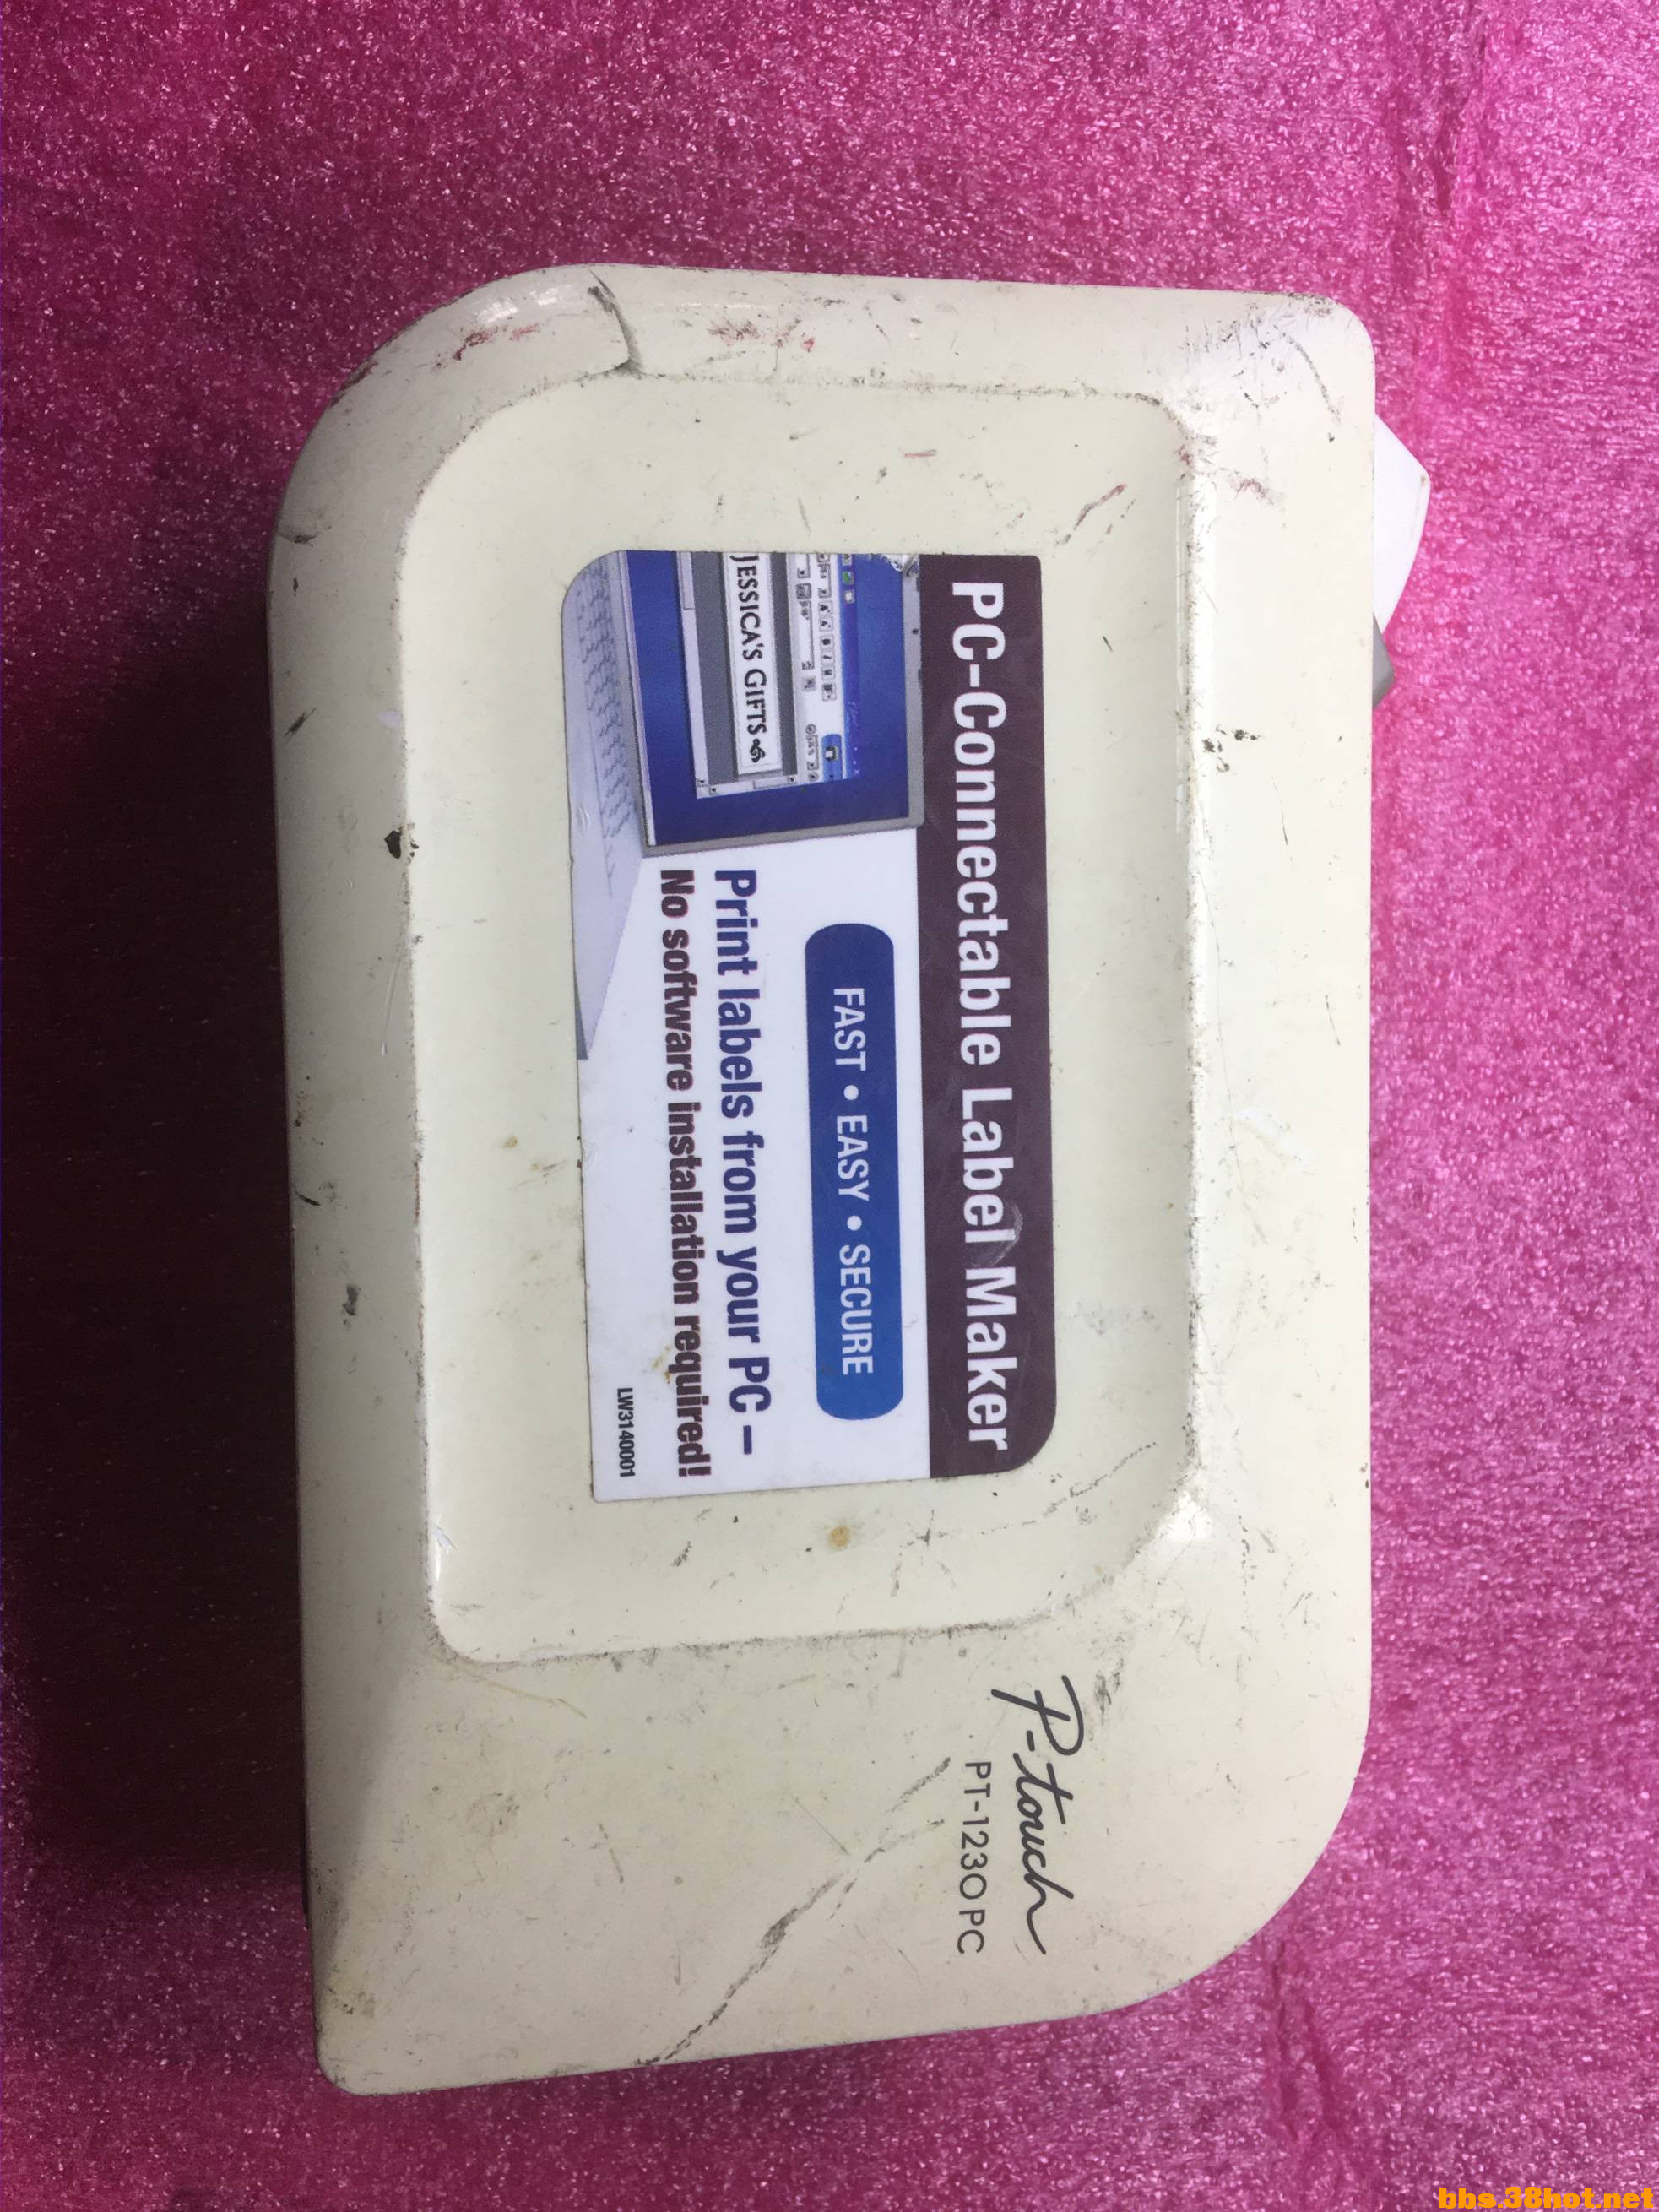 PC-Connectable Label Maker
JESSICA'S GIFTS
FAST • EASY • SECURE
Print labels from your PC –
No software installation required!
LW3140001
P-touch
PT-1230PC
bbs.38hot.net